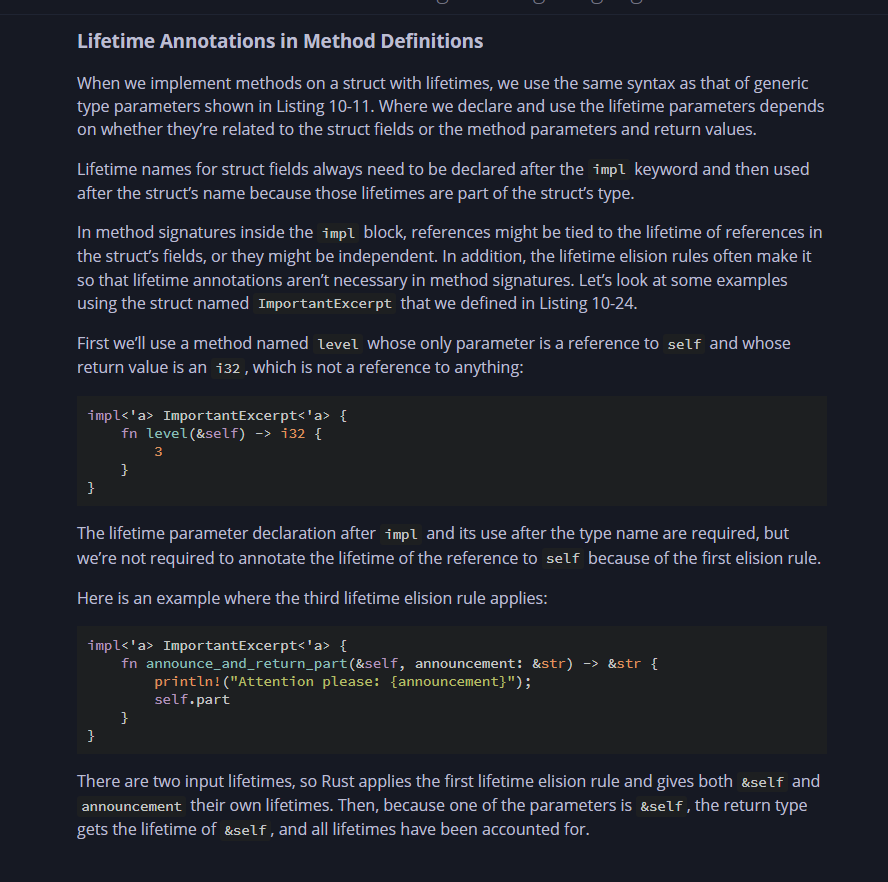 Lifetime Annotations in Method Definitions
When we implement methods on a struct with lifetimes, we use the same syntax as that of generic
type parameters shown in Listing 10-11. Where we declare and use the lifetime parameters depends
on whether they’re related to the struct fields or the method parameters and return values.
Lifetime names for struct fields always need to be declared after the impl keyword and then used
after the struct’s name because those lifetimes are part of the struct’s type.
In method signatures inside the impl block, references might be tied to the lifetime of references in
the struct’s fields, or they might be independent. In addition, the lifetime elision rules often make it
so that lifetime annotations aren’t necessary in method signatures. Let’s look at some examples
using the struct named ImportantExcerpt that we defined in Listing 10-24.
First we’ll use a method named level whose only parameter is a reference to self and whose
return value is an i32, which is not a reference to anything:
impl<'a> ImportantExcerpt<'a> {
    fn level(&self) -> i32 {
        3
    }
}
The lifetime parameter declaration after impl and its use after the type name are required, but
we’re not required to annotate the lifetime of the reference to self because of the first elision rule.
Here is an example where the third lifetime elision rule applies:
impl<'a> ImportantExcerpt<'a> {
    fn announce_and_return_part(&self, announcement: &str) -> &str {
        println!("Attention please: {announcement}");
        self.part
    }
}
There are two input lifetimes, so Rust applies the first lifetime elision rule and gives both &self and
announcement their own lifetimes. Then, because one of the parameters is &self, the return type
gets the lifetime of &self, and all lifetimes have been accounted for.